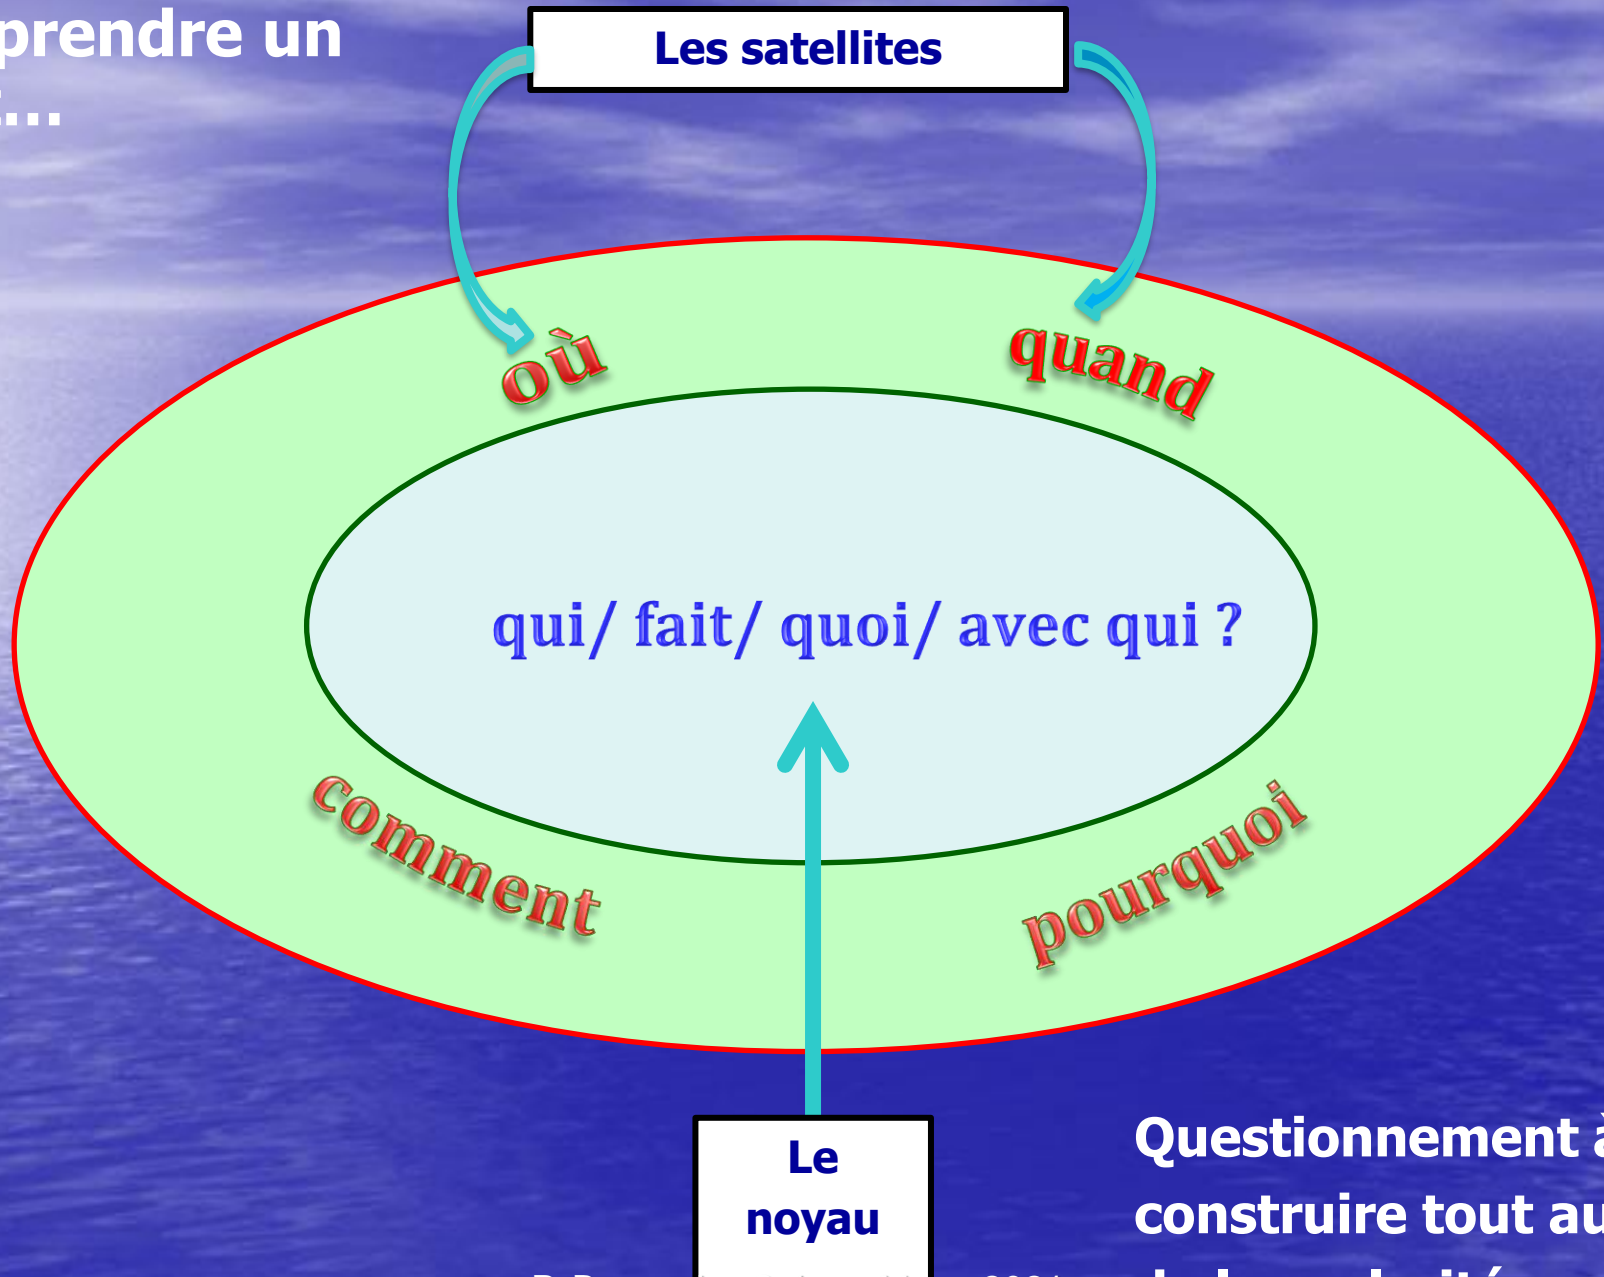 prendre un
Les satellites
où
quand
qui/ fait/ quoi/ avec qui ?
comment
pourquoi
Le
noyau
Questionnement à
construire tout au